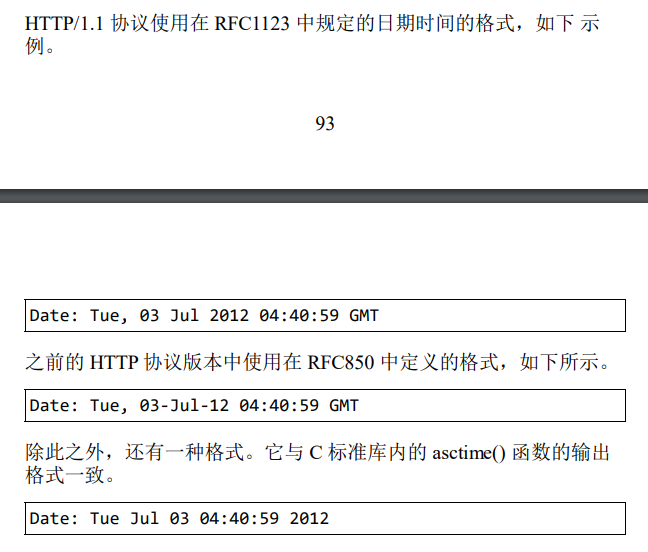 HTTP/1.1 协议使用在 RFC1123 中规定的日期时间的格式，如下 示
例。
93
Date: Tue, 03 Jul 2012 04:40:59 GMT
之前的 HTTP 协议版本中使用在 RFC850 中定义的格式，如下所示。
Date: Tue, 03-Jul-12 04:40:59 GMT
除此之外，还有一种格式。它与 C 标准库内的 asctime() 函数的输出
格式一致。
Date: Tue Jul 03 04:40:59 2012